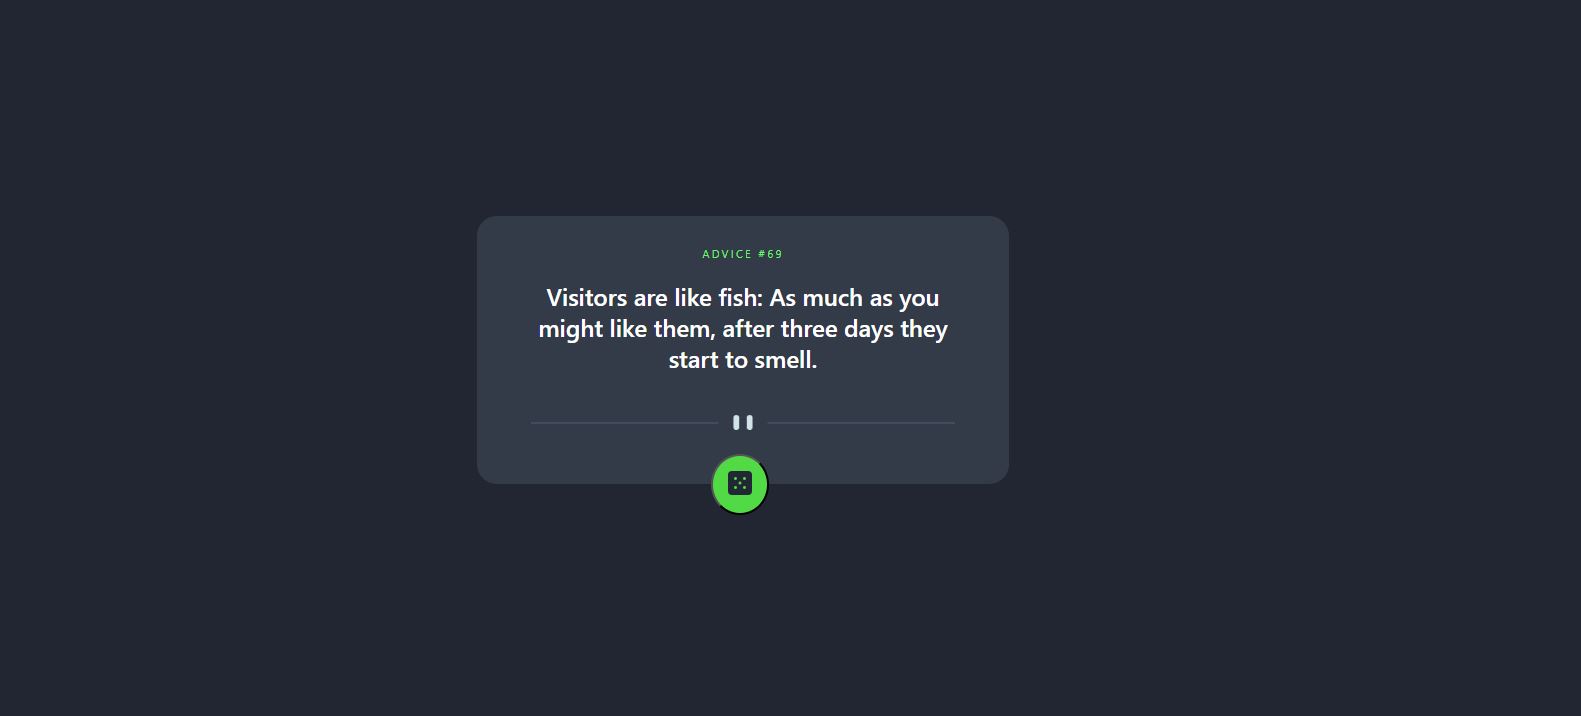 ADVICE #69
Visitors are like fish: As much as you
might like them, after three days they
start to smell.